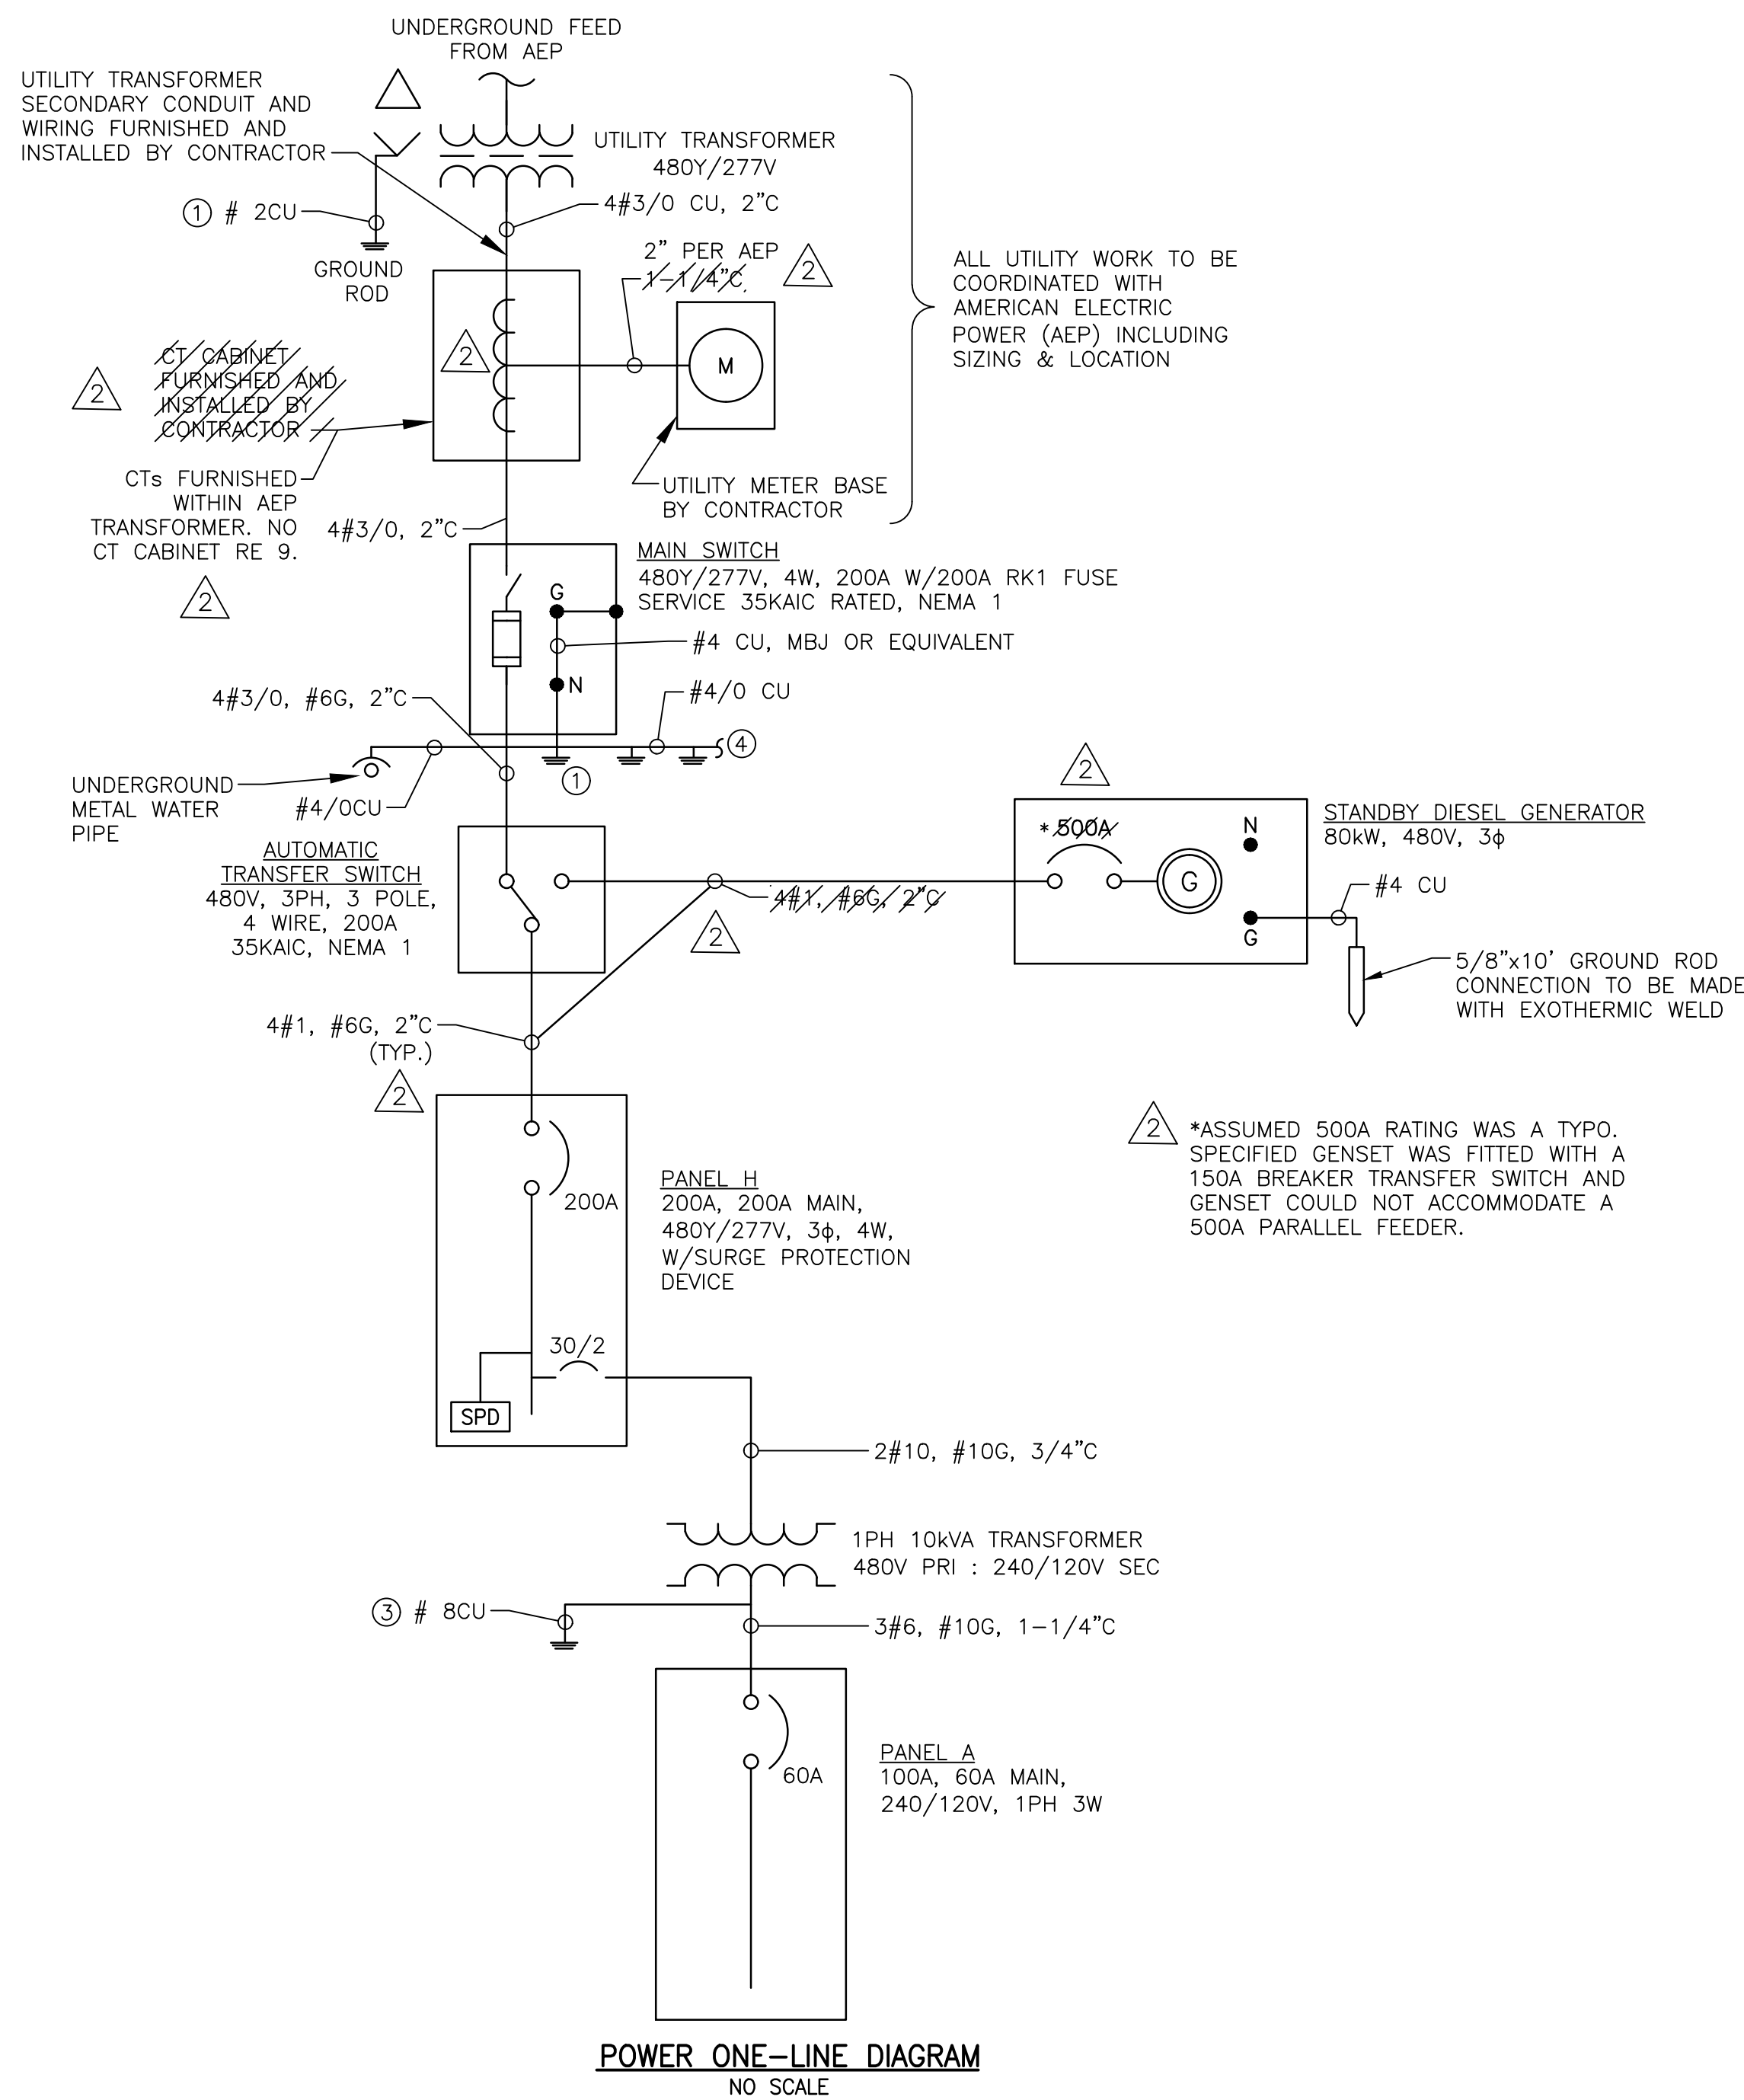 UNDERGROUND FEED
FROM AEP
UTILITY TRANSFORMER
SECONDARY CONDUIT AND
WIRING FURNISHED AND
INSTALLED BY CONTRACTOR
UTILITY TRANSFORMER
480Y/277V
4#3/0 CU, 2"C
1 # 2CU
GROUND
ROD
2" PER AEP
1-1/4"C
2
M
ALL UTILITY WORK TO BE
COORDINATED WITH
AMERICAN ELECTRIC
POWER (AEP) INCLUDING
SIZING & LOCATION
2
2
CT CABINET
FURNISHED AND
INSTALLED BY
CONTRACTOR
CTs FURNISHED
WITHIN AEP
TRANSFORMER. NO
CT CABINET RE 9.
2
UTILITY METER BASE
BY CONTRACTOR
4#3/0, 2"C
MAIN SWITCH
480Y/277V, 4W, 200A W/200A RK1 FUSE
SERVICE 35KAIC RATED, NEMA 1
G
#4 CU, MBJ OR EQUIVALENT
N
4#3/0, #6G, 2"C
#4/0 CU
4
1
UNDERGROUND
METAL WATER
PIPE
#4/0CU
AUTOMATIC
TRANSFER SWITCH
480V, 3PH, 3 POLE,
4 WIRE, 200A
35KAIC, NEMA 1
4#1, #6G, 2"C
2
2
* 500A
G
N
G
STANDBY DIESEL GENERATOR
80kW, 480V, 3ϕ
#4 CU
5/8"x10' GROUND ROD
CONNECTION TO BE MADE
WITH EXOTHERMIC WELD
4#1, #6G, 2"C
(TYP.)
2
2
*ASSUMED 500A RATING WAS A TYPO.
SPECIFIED GENSET WAS FITTED WITH A
150A BREAKER TRANSFER SWITCH AND
GENSET COULD NOT ACCOMMODATE A
500A PARALLEL FEEDER.
200A
PANEL H
200A, 200A MAIN,
480Y/277V, 3ϕ, 4W,
W/SURGE PROTECTION
DEVICE
30/2
SPD
2#10, #10G, 3/4"C
1PH 10kVA TRANSFORMER
480V PRI : 240/120V SEC
3 # 8CU
3#6, #10G, 1-1/4"C
60A
PANEL A
100A, 60A MAIN,
240/120V, 1PH 3W
POWER ONE-LINE DIAGRAM
NO SCALE